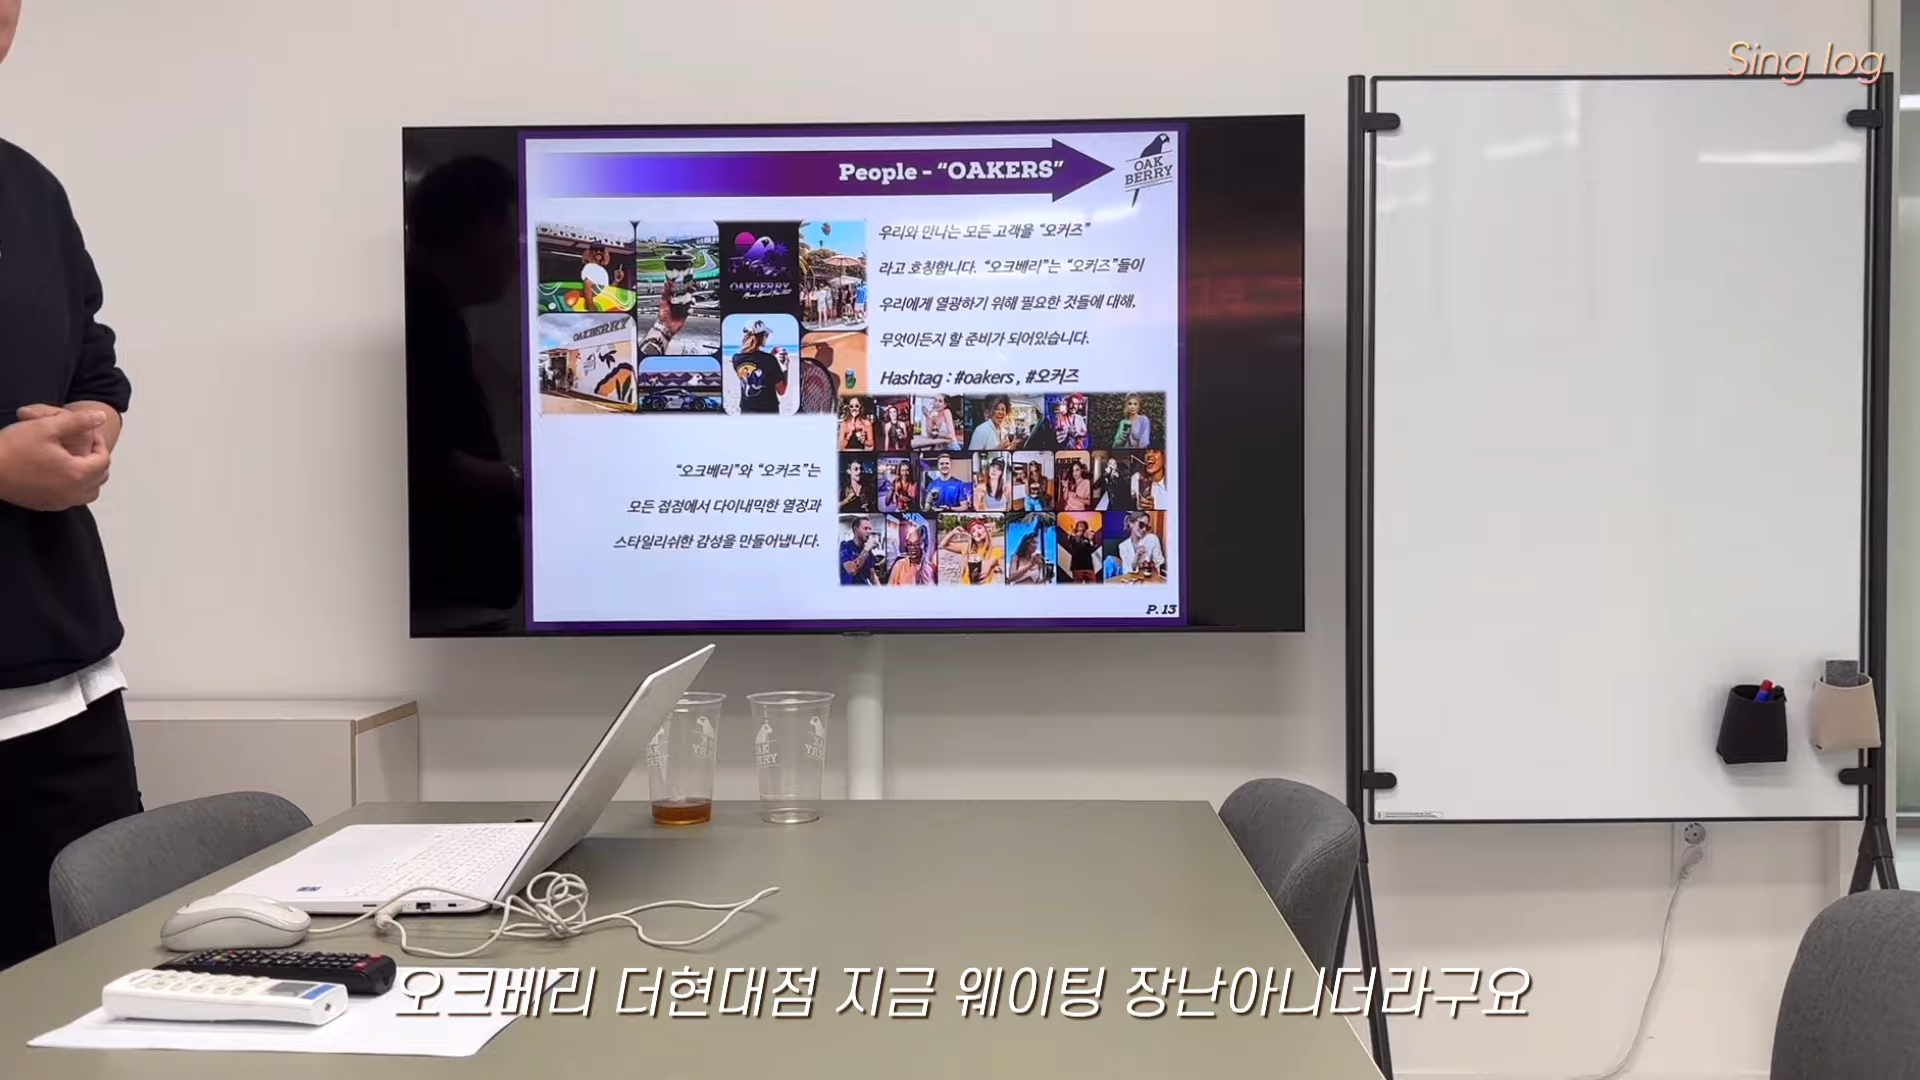 Sing log
People - “OAKERS”
OAK
BERRY
우리와 만나는 모든 고객을 “오커즈”
라고 호칭합니다. “오크베리”는 “오커즈”들이
우리에게 열광하기 위해 필요한 것들에 대해,
무엇이든지 할 준비가 되어있습니다.
Hashtag : #oakers , #오커즈
OAKBERRY
OAKBERRY
“오크베리”와 “오커즈”는
모든 접점에서 다이내믹한 열정과
스타일리쉬한 감성을 만들어냅니다.
P. 13
오크베리 더현대점 지금 웨이팅 장난아니더라구요